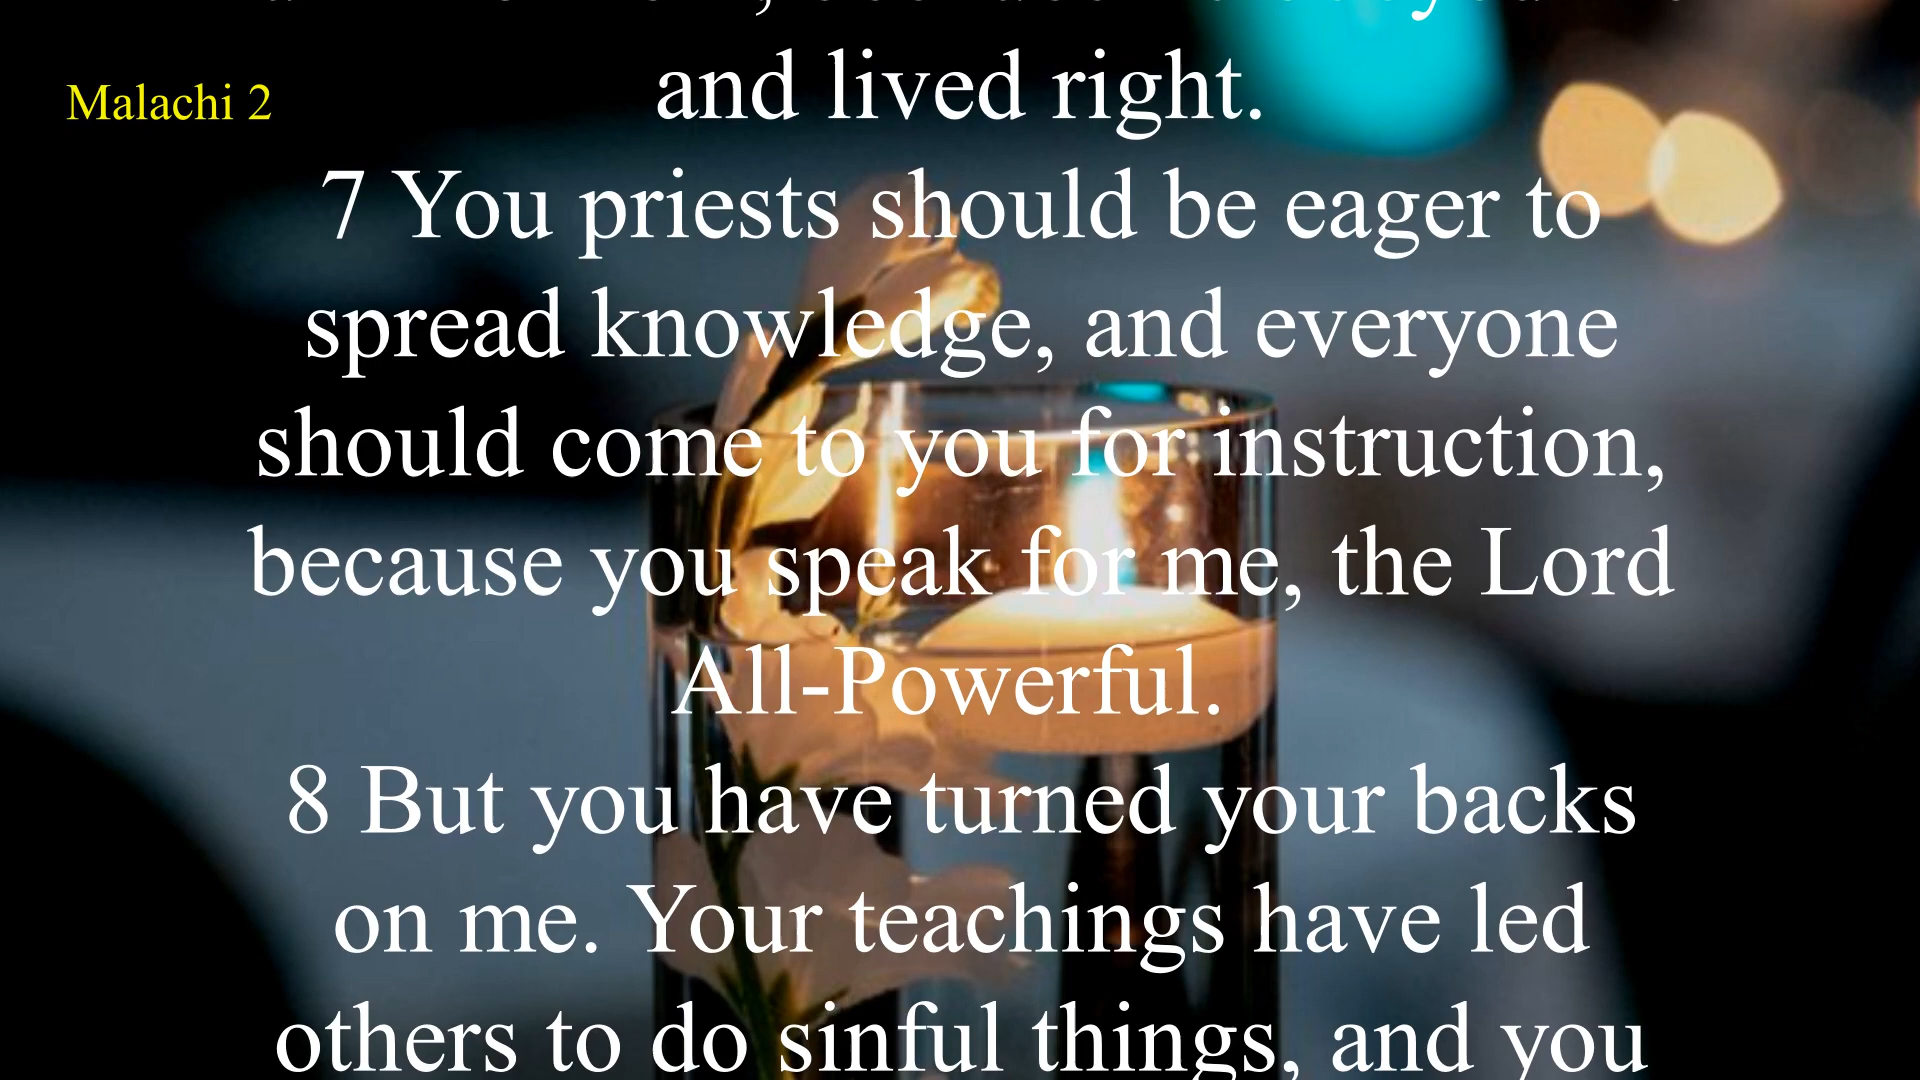 and lived right.
Malachi 2
7 You priests should be eager to
spread knowledge, and everyone
should come to you for instruction,
because you speak for me, the Lord
All-Powerful.
8 But you have turned your backs
on me. Your teachings have led
others to do sinful things, and you